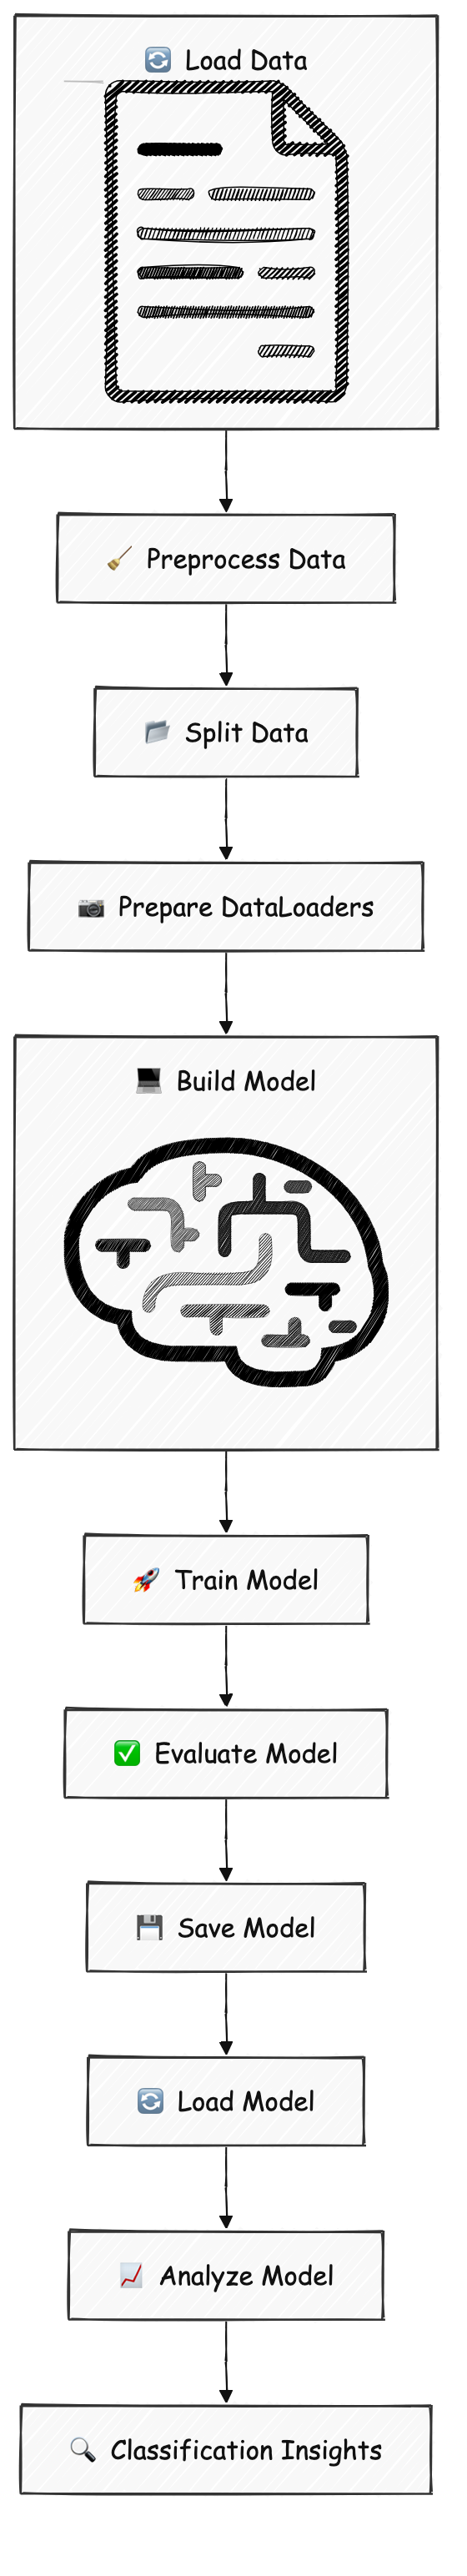 🔄 Load Data
🧹 Preprocess Data
📂 Split Data
📷 Prepare DataLoaders
💻 Build Model
🚀 Train Model
✅ Evaluate Model
💾 Save Model
🔄 Load Model
📈 Analyze Model
🔍 Classification Insights